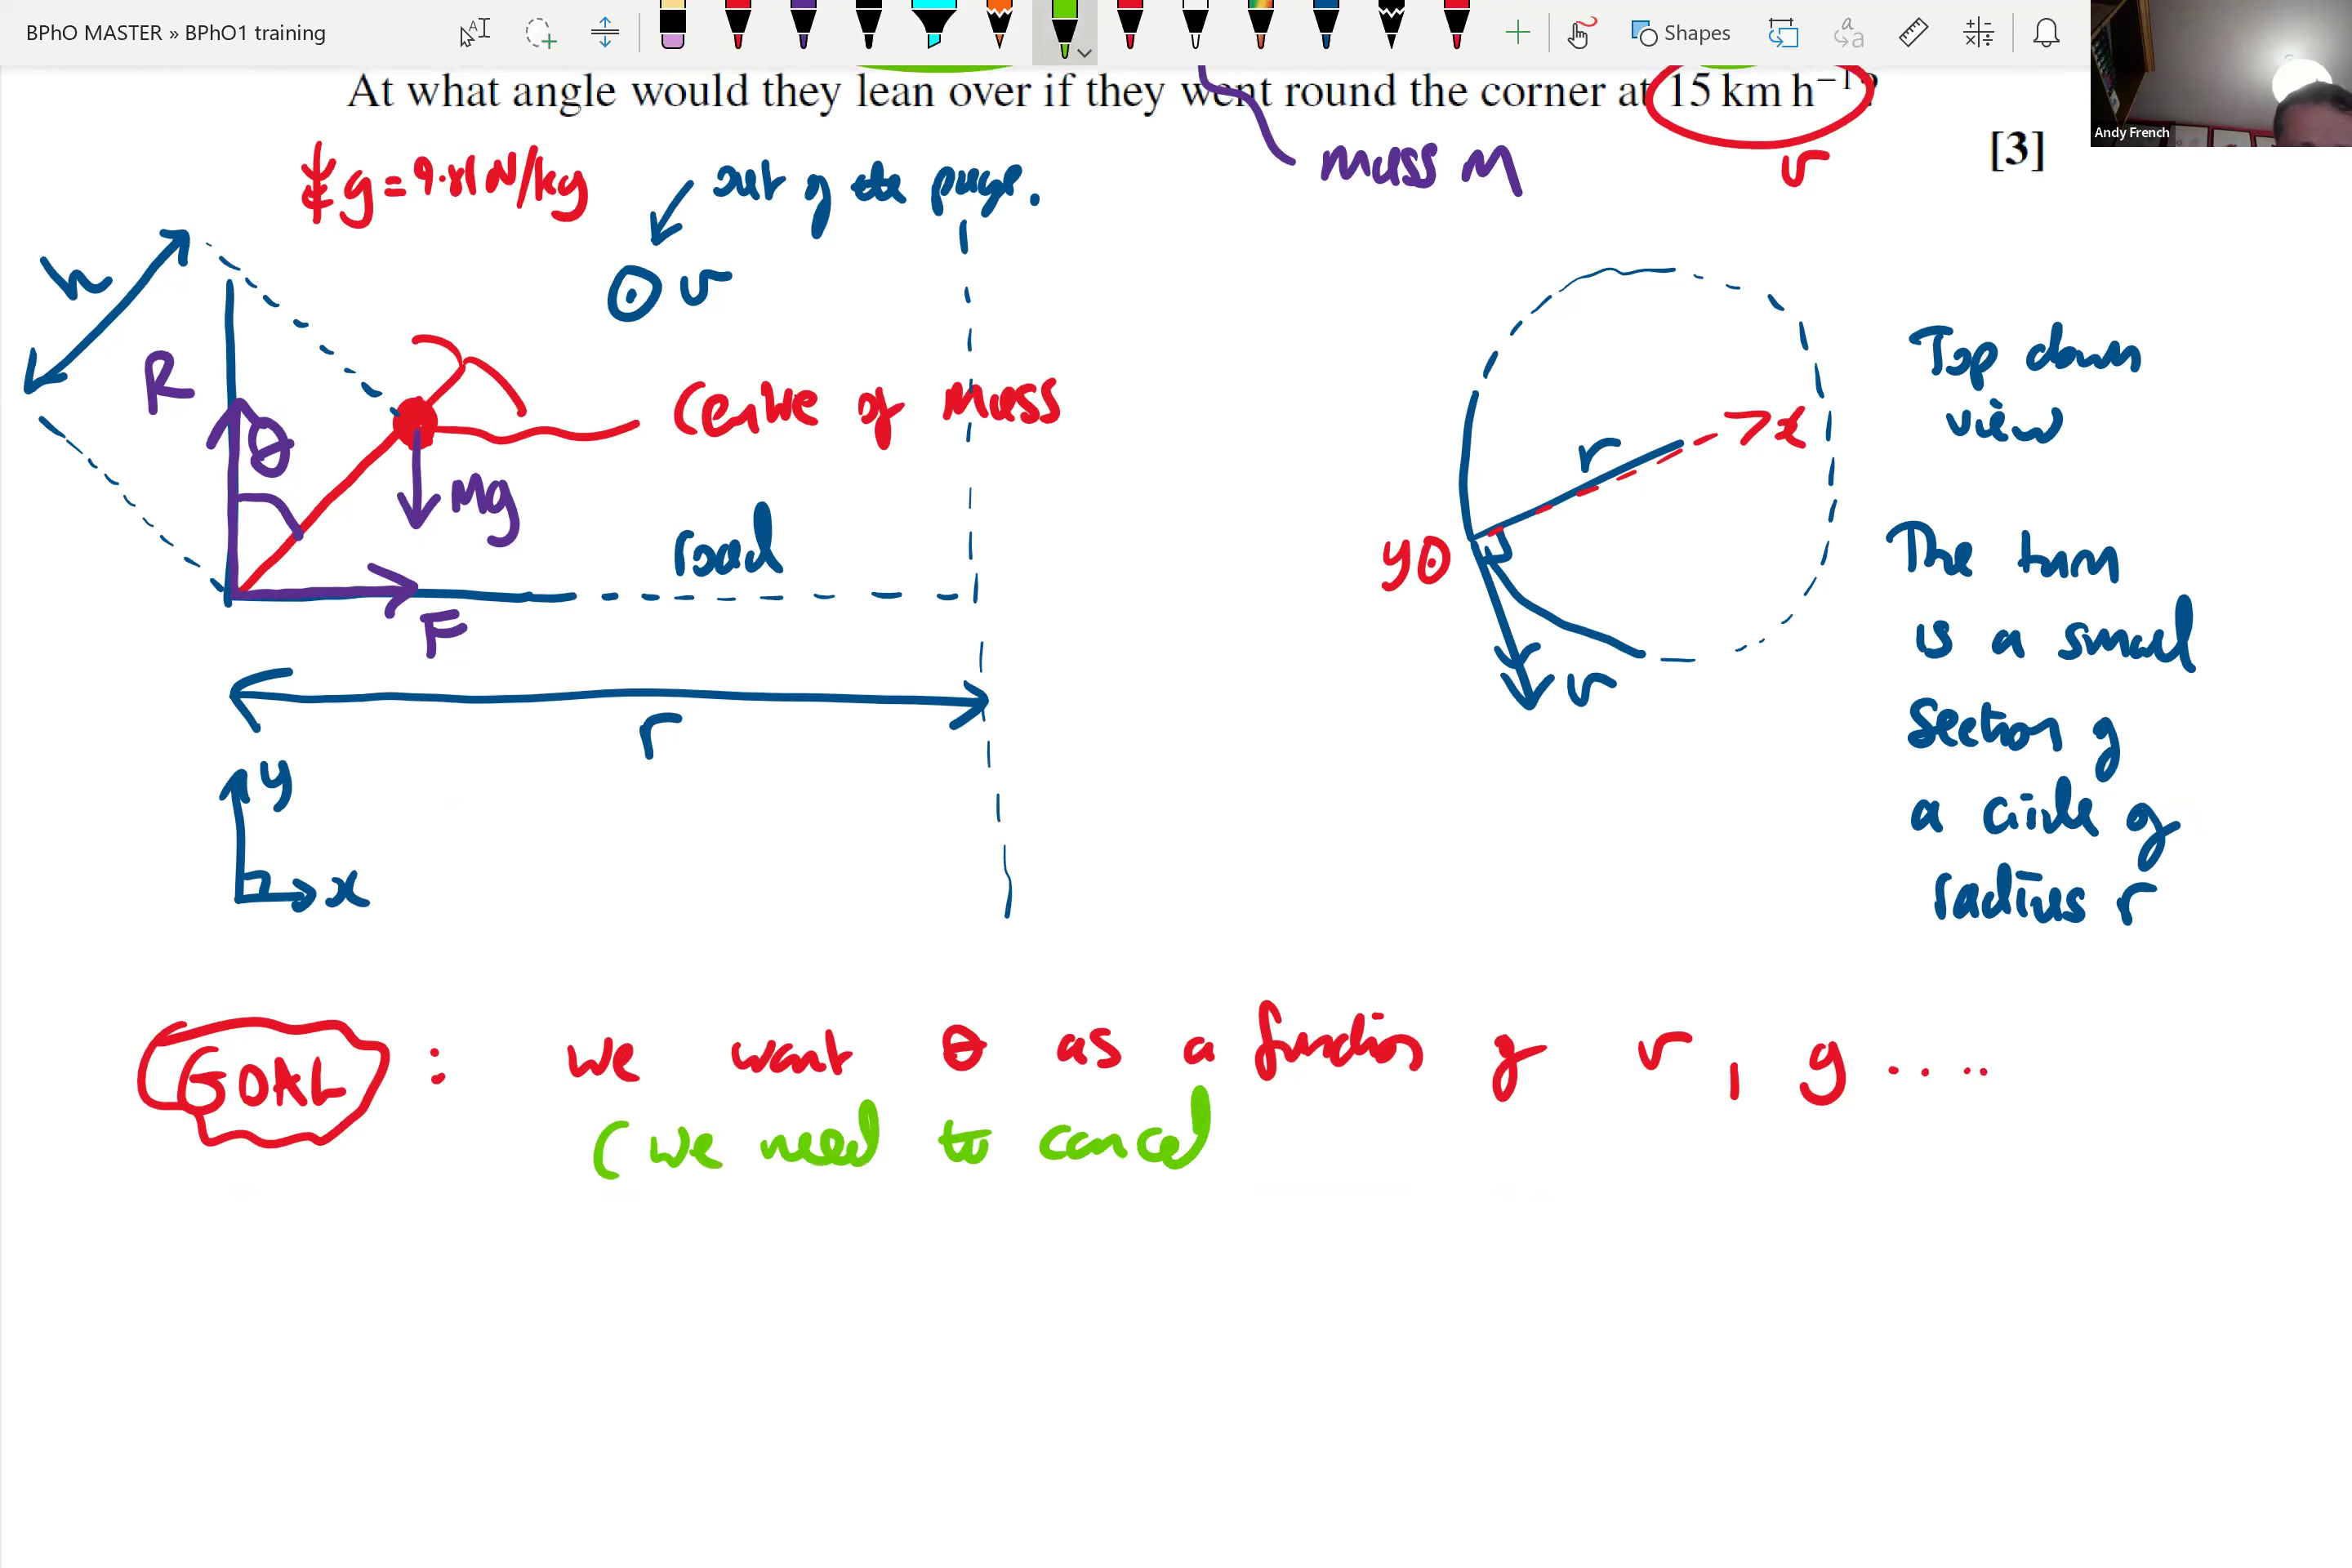 BPhO MASTER » BPhO1 training
Shapes
Andy French
At what angle would they lean over if they went round the corner at 15 km h⁻¹?
[3]
g = 9.81 N/kg
out of the page.
mass M
v
v
h
R
θ
Centre of Mass
Mg
road
F
r
y
x
r
x
y
v
Top down
view
The turn
is a small
section of
a circle of
radius r
GOAL : we want θ as a function of v , g ....
(we need to cancel